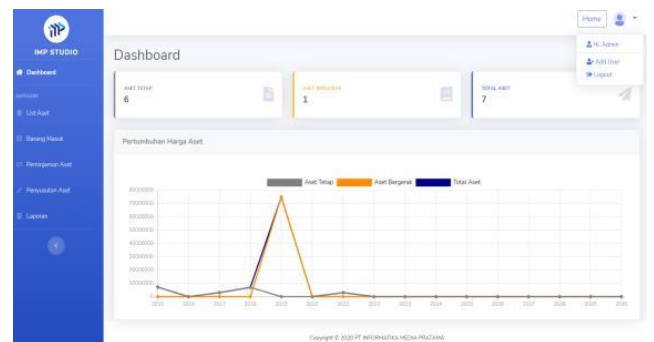 IMP STUDIO
Dashboard
List Aset
Barang Masuk
Peminjaman Aset
Penyusutan Aset
Laporan
Home
Hi, Admin
Add User
Logout
Dashboard
ASET TETAP
6
ASET BERGERAK
1
TOTAL ASET
7
Pertumbuhan Harga Aset
Aset Tetap Aset Bergerak Total Aset
80000000
70000000
60000000
50000000
40000000
30000000
20000000
10000000
0
2015 2016 2017 2018 2019 2020 2021 2022 2023 2024 2025 2026 2027 2028 2029 2030
Copyright © 2020 PT INFORMATIKA MEDIA PRATAMA